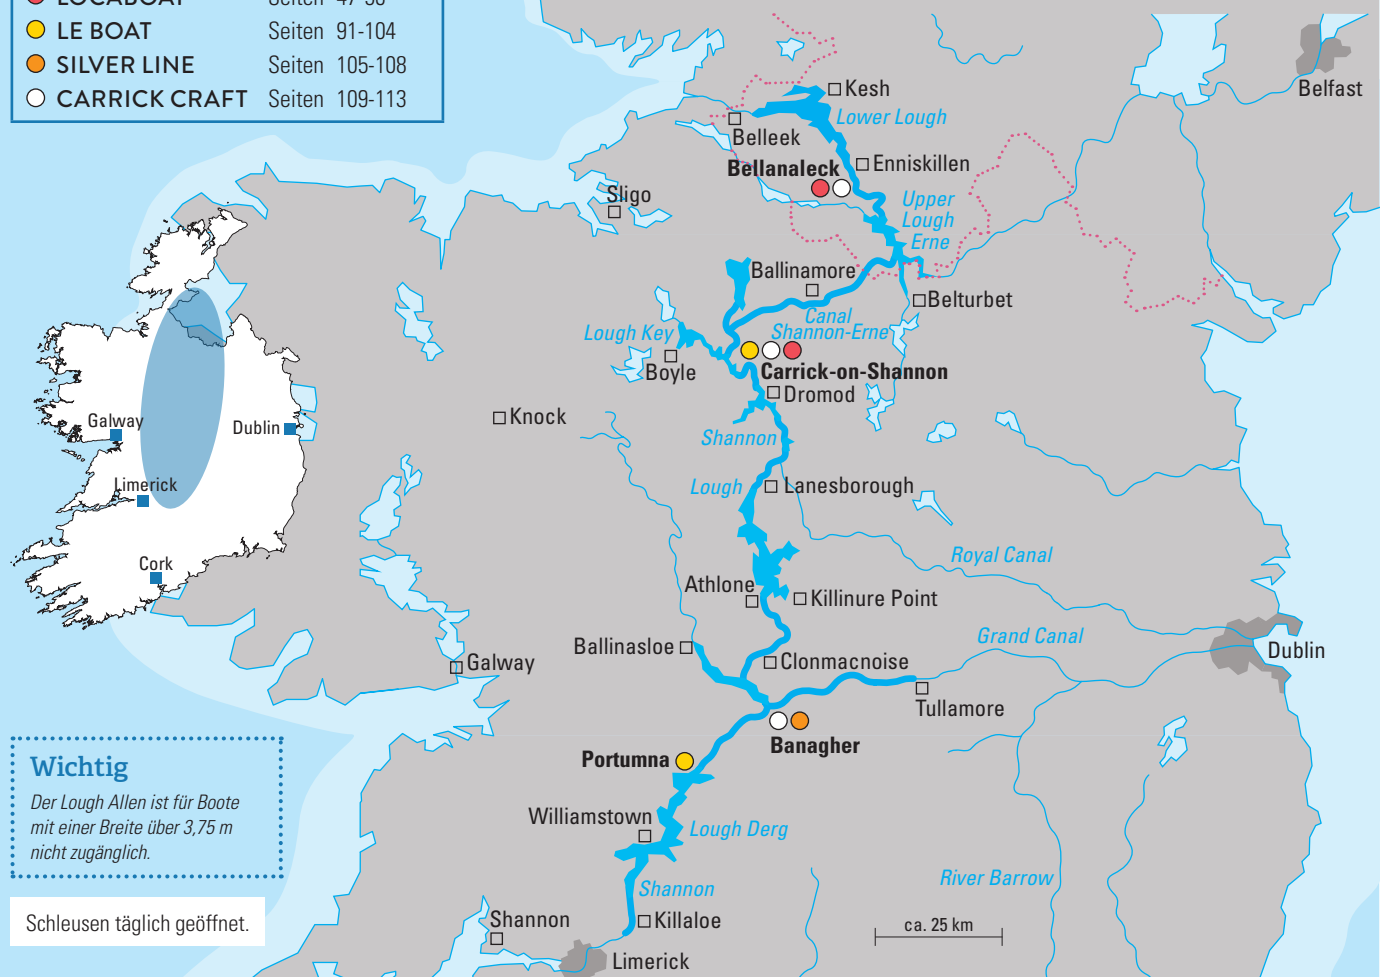 LOCABOAT
LE BOAT Seiten 91-104
SILVER LINE Seiten 105-108
CARRICK CRAFT Seiten 109-113
Belfast
Kesh
Lower Lough
Belleek
Enniskillen
Bellanaleck
Sligo
Upper
Lough
Erne
Ballinamore
Belturbet
Canal
Shannon-Erne
Lough Key
Boyle
Carrick-on-Shannon
Dromod
Knock
Galway
Dublin
Limerick
Cork
Shannon
Lough
Lanesborough
Royal Canal
Athlone
Killinure Point
Grand Canal
Ballinasloe
Clonmacnoise
Galway
Dublin
Tullamore
Banagher
Portumna
Wichtig
Der Lough Allen ist für Boote
mit einer Breite über 3,75 m
nicht zugänglich.
Williamstown
Lough Derg
River Barrow
Shannon
Schleusen täglich geöffnet.
Shannon
Killaloe
ca. 25 km
Limerick